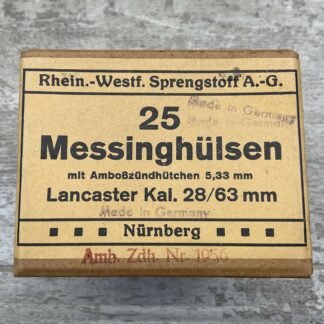 Rhein.-Westf. Sprengstoff A.-G.
25
Made in Germany
Made in Germany
Messinghülsen
mit Amboßzündhütchen 5,33 mm
Lancaster Kal. 28/63 mm
Made in Germany
Nürnberg
Amb. Zdh. Nr. 1956